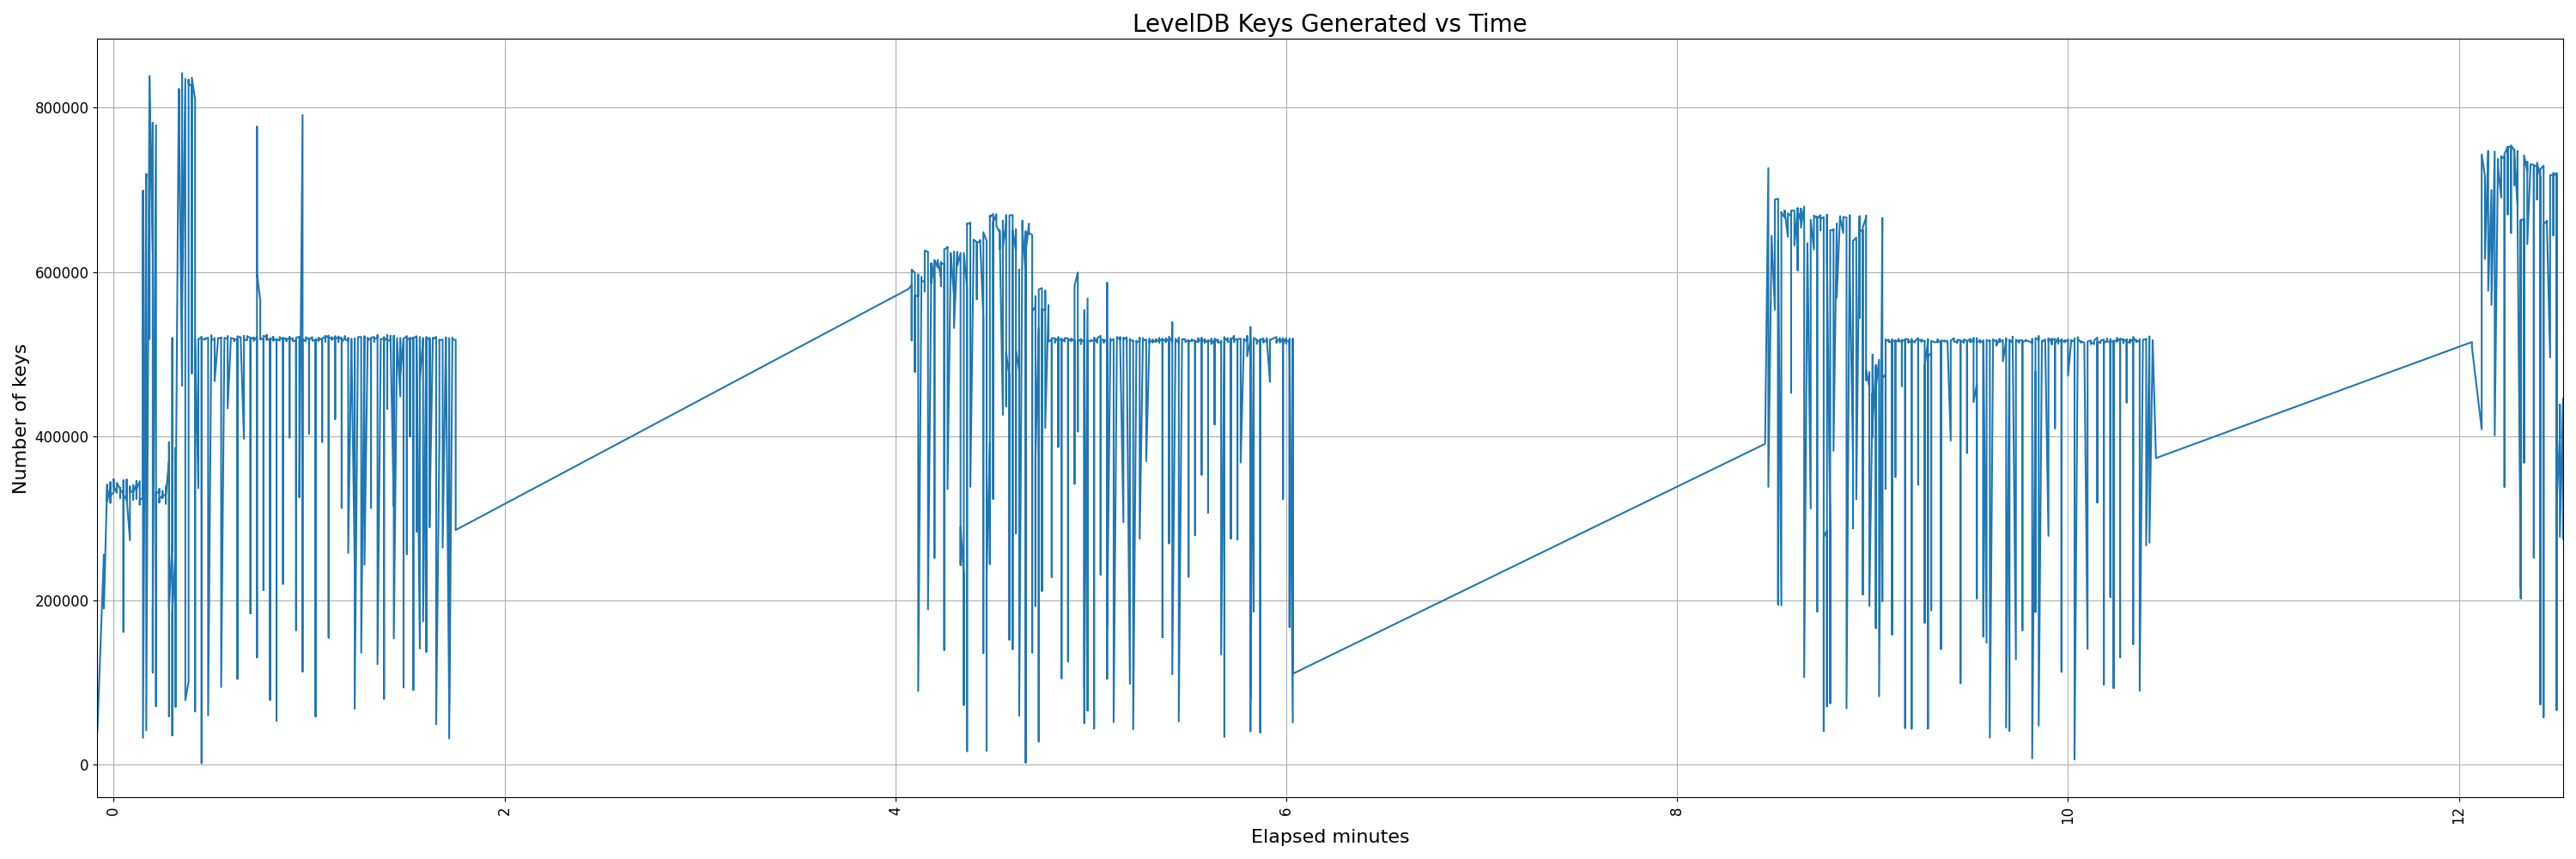 LevelDB Keys Generated vs Time
Number of keys
800000
600000
400000
200000
0
0 2 4 6 8 10 12
Elapsed minutes